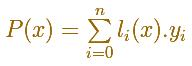 P(x) = \sum_{i=0}^{n} l_i(x).y_i